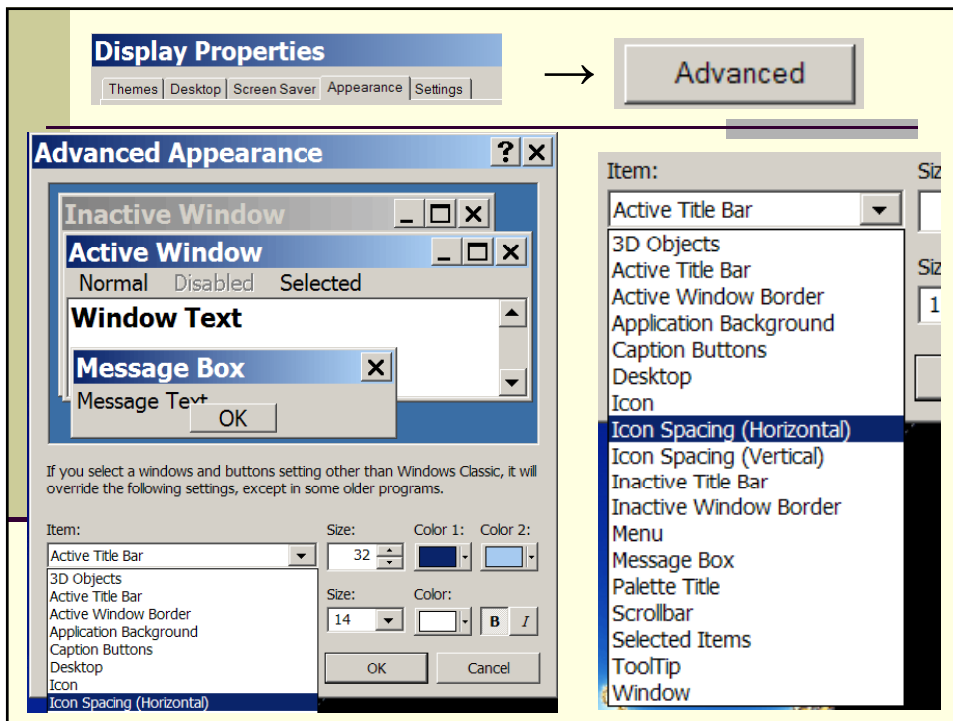 Display Properties
Themes Desktop Screen Saver Appearance Settings
→ Advanced
Advanced Appearance
Inactive Window
Active Window
Normal Disabled Selected
Window Text
Message Box
Message Text
OK
If you select a windows and buttons setting other than Windows Classic, it will
override the following settings, except in some older programs.
Item: Size: Color 1: Color 2:
Active Title Bar 32
3D Objects
Active Title Bar
Active Window Border
Application Background
Caption Buttons
Desktop
Icon
Icon Spacing (Horizontal)
Size: Color:
14 B I
OK Cancel
Item:
Active Title Bar
3D Objects
Active Title Bar
Active Window Border
Application Background
Caption Buttons
Desktop
Icon
Icon Spacing (Horizontal)
Icon Spacing (Vertical)
Inactive Title Bar
Inactive Window Border
Menu
Message Box
Palette Title
Scrollbar
Selected Items
ToolTip
Window
Siz
Siz
1